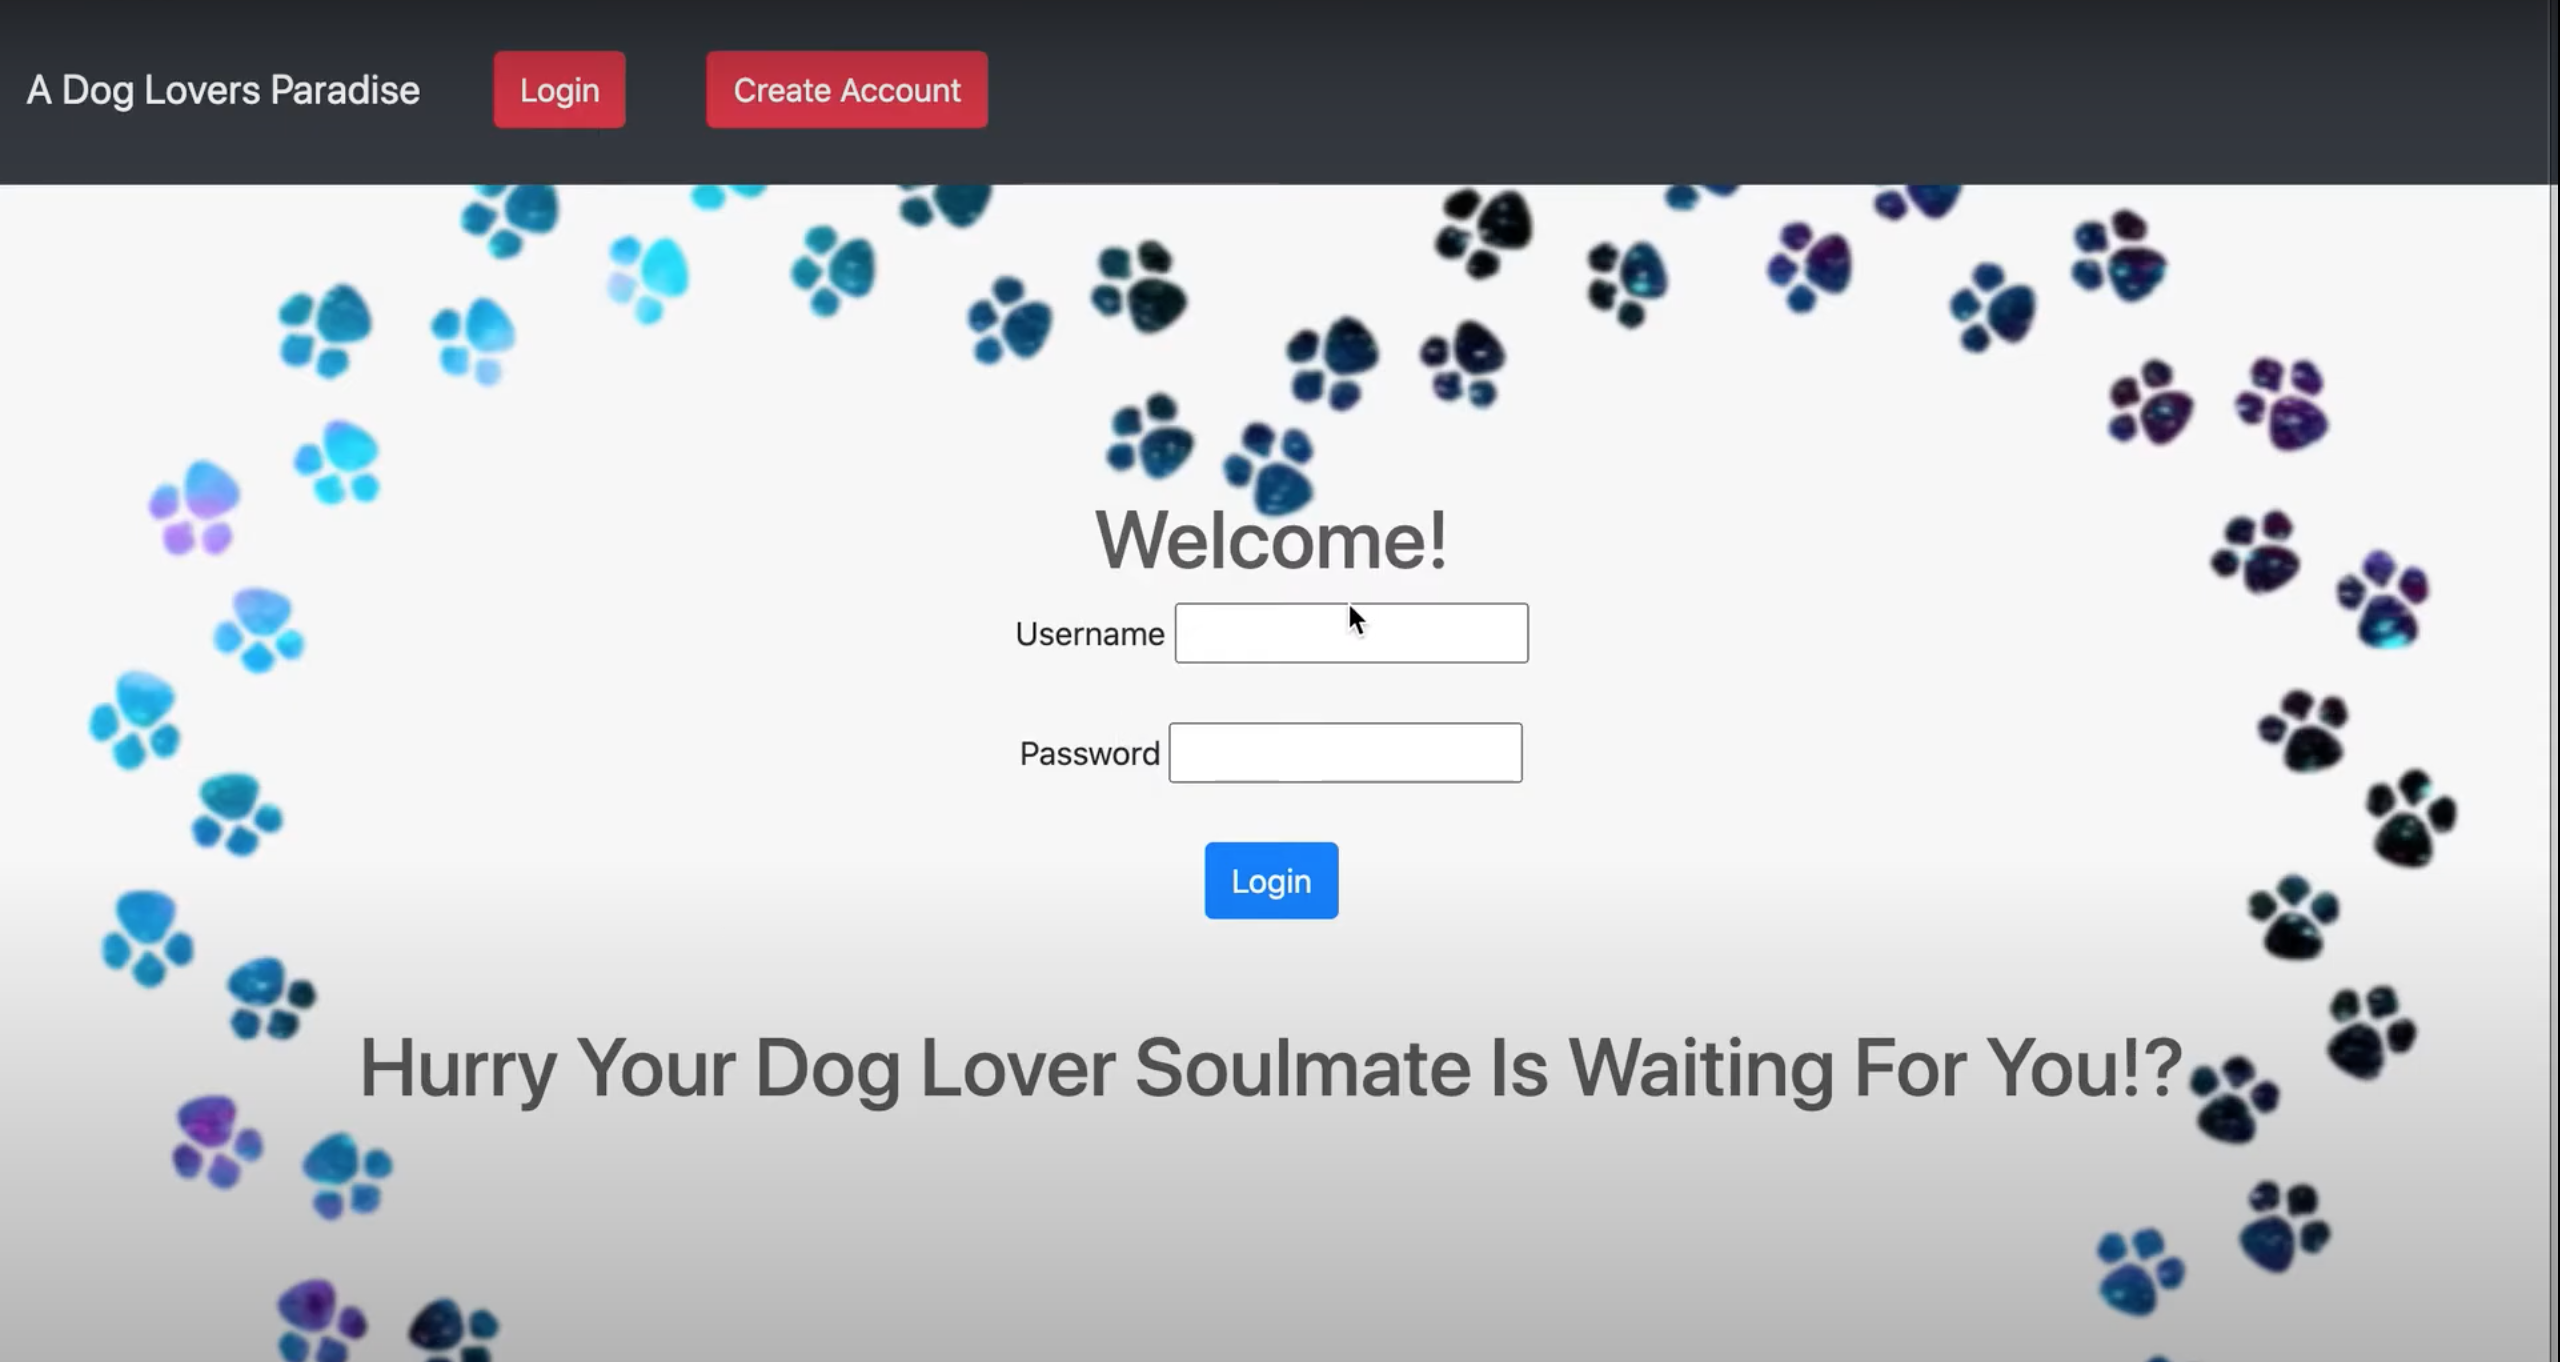 A Dog Lovers Paradise Login Create Account
Welcome!
Username
Password
Login
Hurry Your Dog Lover Soulmate Is Waiting For You!?